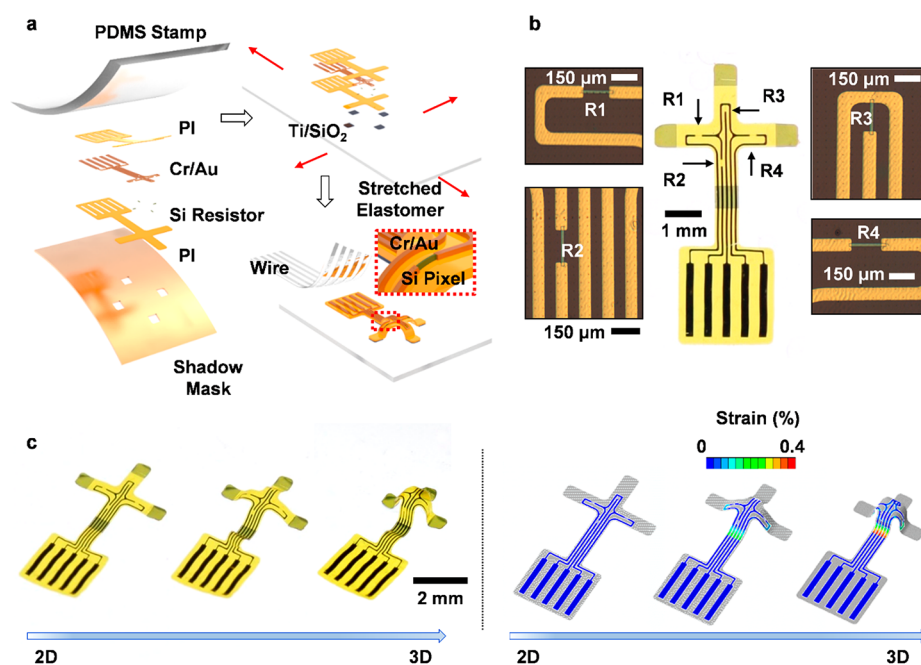 a
PDMS Stamp
PI
Cr/Au
Si Resistor
PI
Shadow
Mask
Ti/SiO2
Stretched
Elastomer
Wire
Cr/Au
Si Pixel
b
150 µm
R1
R2
150 µm
R1
R3
R2
R4
1 mm
150 µm
R3
R4
150 µm
c
2 mm
2D
3D
Strain (%)
0
0.4
2D
3D